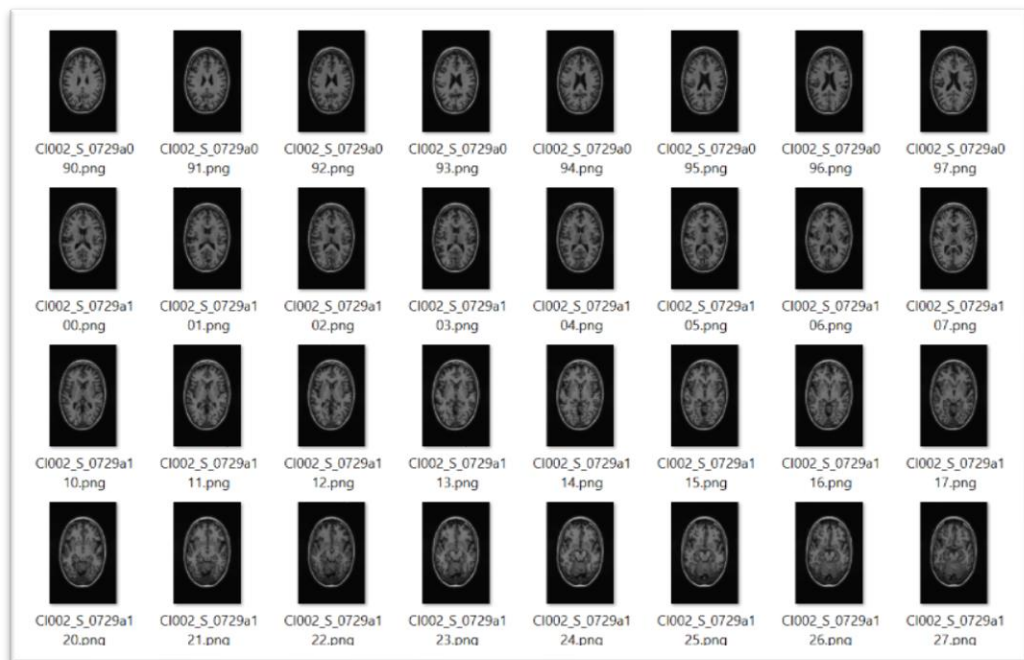 CI002_S_0729a0 CI002_S_0729a0 CI002_S_0729a0 CI002_S_0729a0 CI002_S_0729a0 CI002_S_0729a0 CI002_S_0729a0 CI002_S_0729a0
90.png 91.png 92.png 93.png 94.png 95.png 96.png 97.png
CI002_S_0729a1 CI002_S_0729a1 CI002_S_0729a1 CI002_S_0729a1 CI002_S_0729a1 CI002_S_0729a1 CI002_S_0729a1 CI002_S_0729a1
00.png 01.png 02.png 03.png 04.png 05.png 06.png 07.png
CI002_S_0729a1 CI002_S_0729a1 CI002_S_0729a1 CI002_S_0729a1 CI002_S_0729a1 CI002_S_0729a1 CI002_S_0729a1 CI002_S_0729a1
10.png 11.png 12.png 13.png 14.png 15.png 16.png 17.png
CI002_S_0729a1 CI002_S_0729a1 CI002_S_0729a1 CI002_S_0729a1 CI002_S_0729a1 CI002_S_0729a1 CI002_S_0729a1 CI002_S_0729a1
20.png 21.png 22.png 23.png 24.png 25.png 26.png 27.png